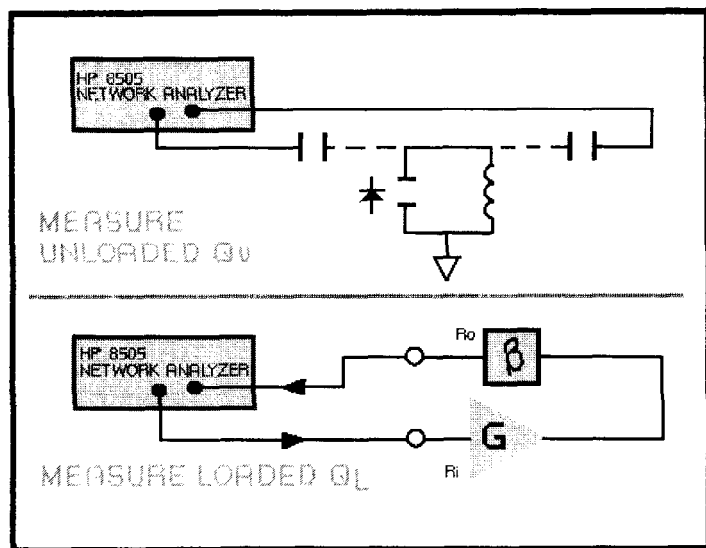 HP 8505
NETWORK ANALYZER
MEASURE
UNLOADED QU
HP 8505
NETWORK ANALYZER
Ro
β
G
Ri
MEASURE LOADED QL